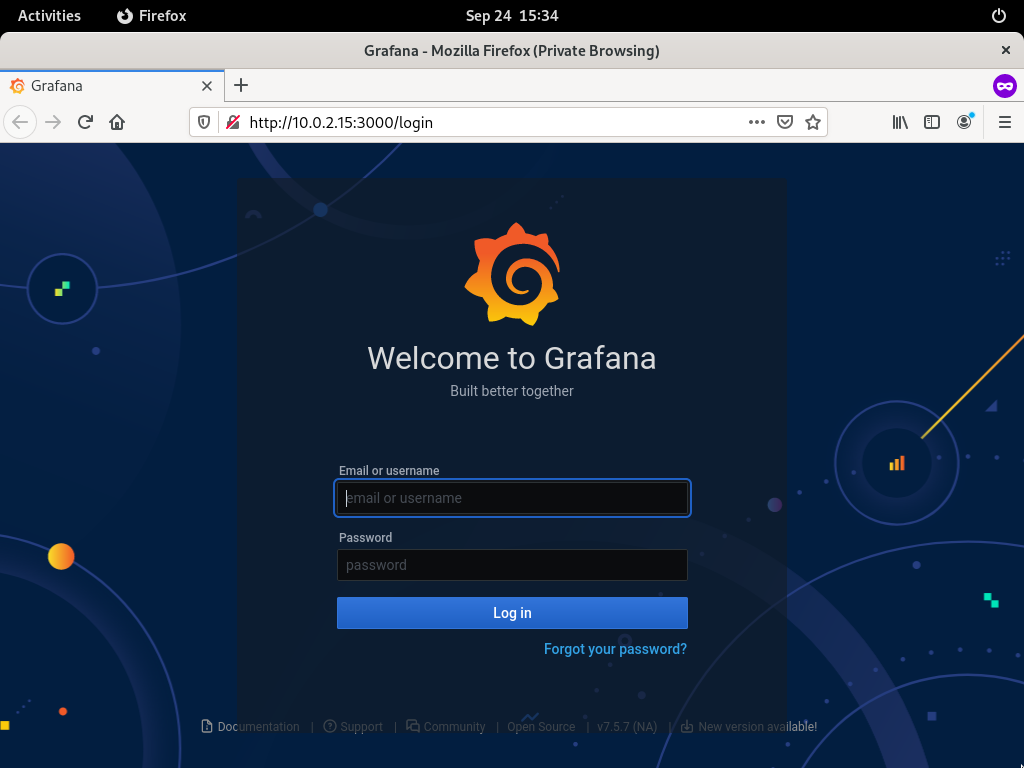 Activities Firefox Sep 24 15:34
Grafana - Mozilla Firefox (Private Browsing)
Grafana
http://10.0.2.15:3000/login
Welcome to Grafana
Built better together
Email or username
email or username
Password
password
Log in
Forgot your password?
Documentation | Support | Community | Open Source | v7.5.7 (NA) | New version available!